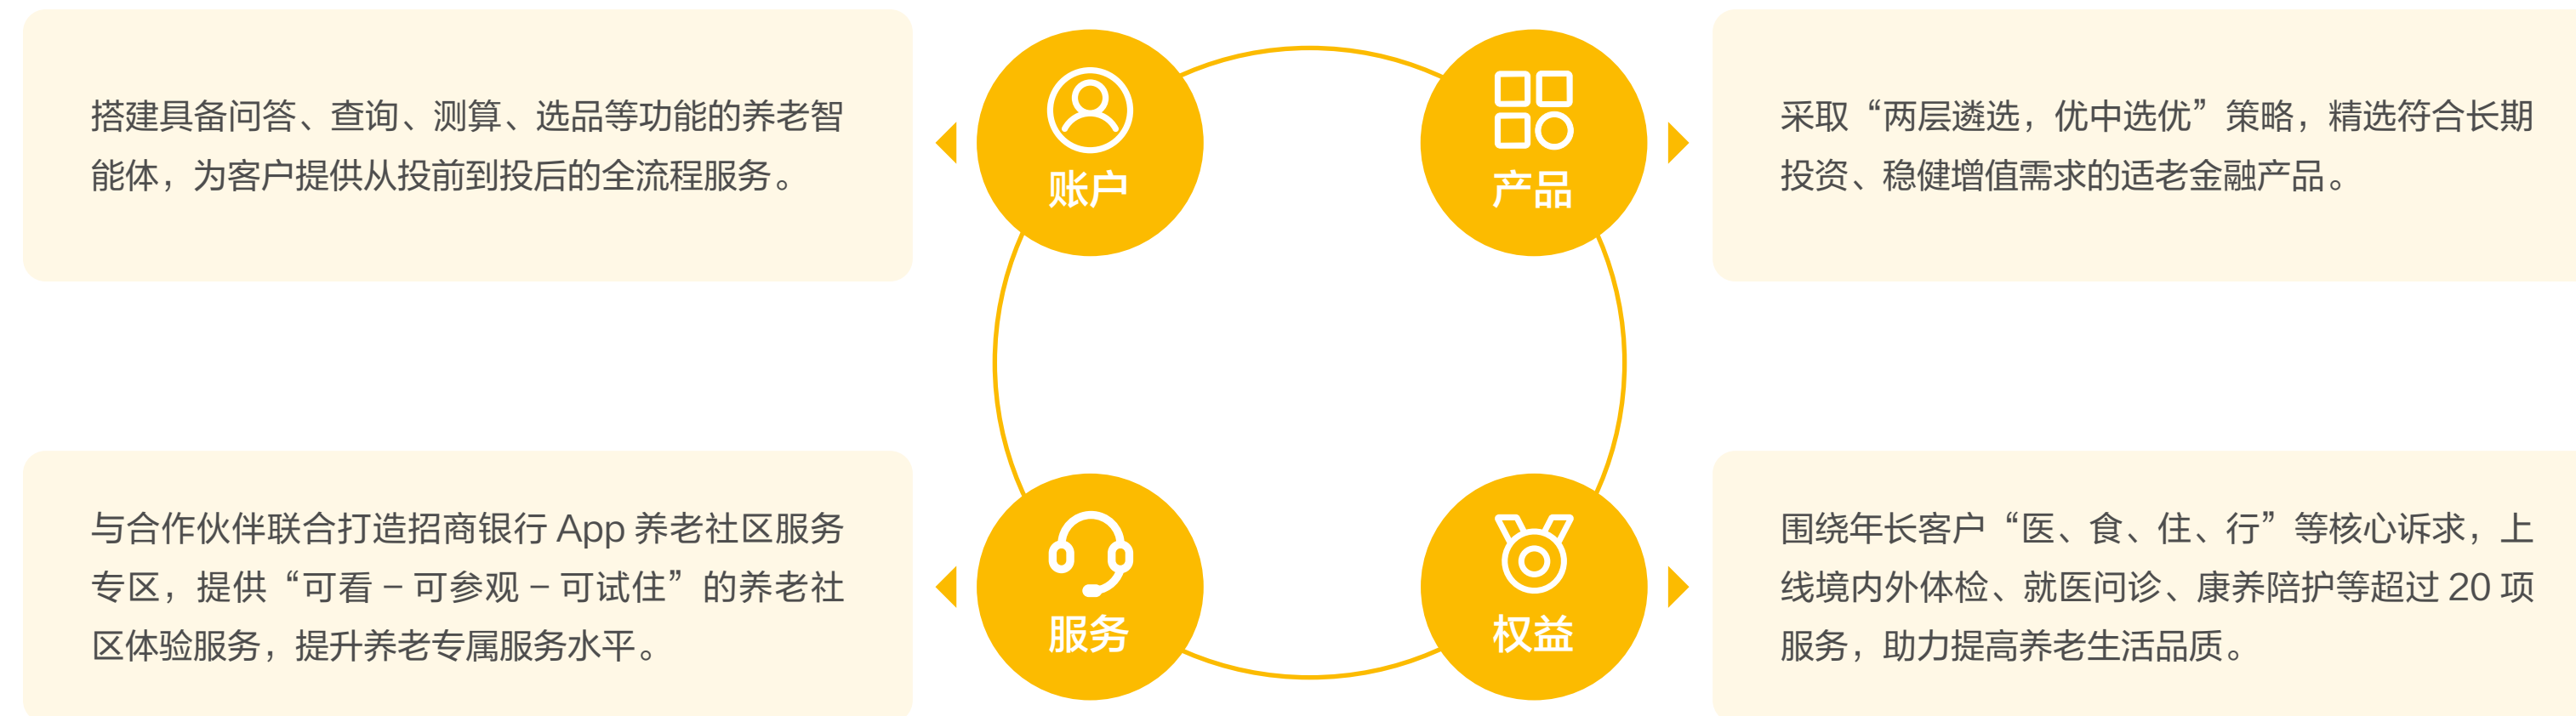 搭建具备问答、查询、测算、选品等功能的养老智
能体，为客户提供从投前到投后的全流程服务。
账户
产品
采取“两层遴选，优中选优”策略，精选符合长期
投资、稳健增值需求的适老金融产品。
与合作伙伴联合打造招商银行 App 养老社区服务
专区，提供“可看 – 可参观 – 可试住”的养老社
区体验服务，提升养老专属服务水平。
服务
权益
围绕年长客户“医、食、住、行”等核心诉求，上
线境内外体检、就医问诊、康养陪护等超过 20 项
服务，助力提高养老生活品质。